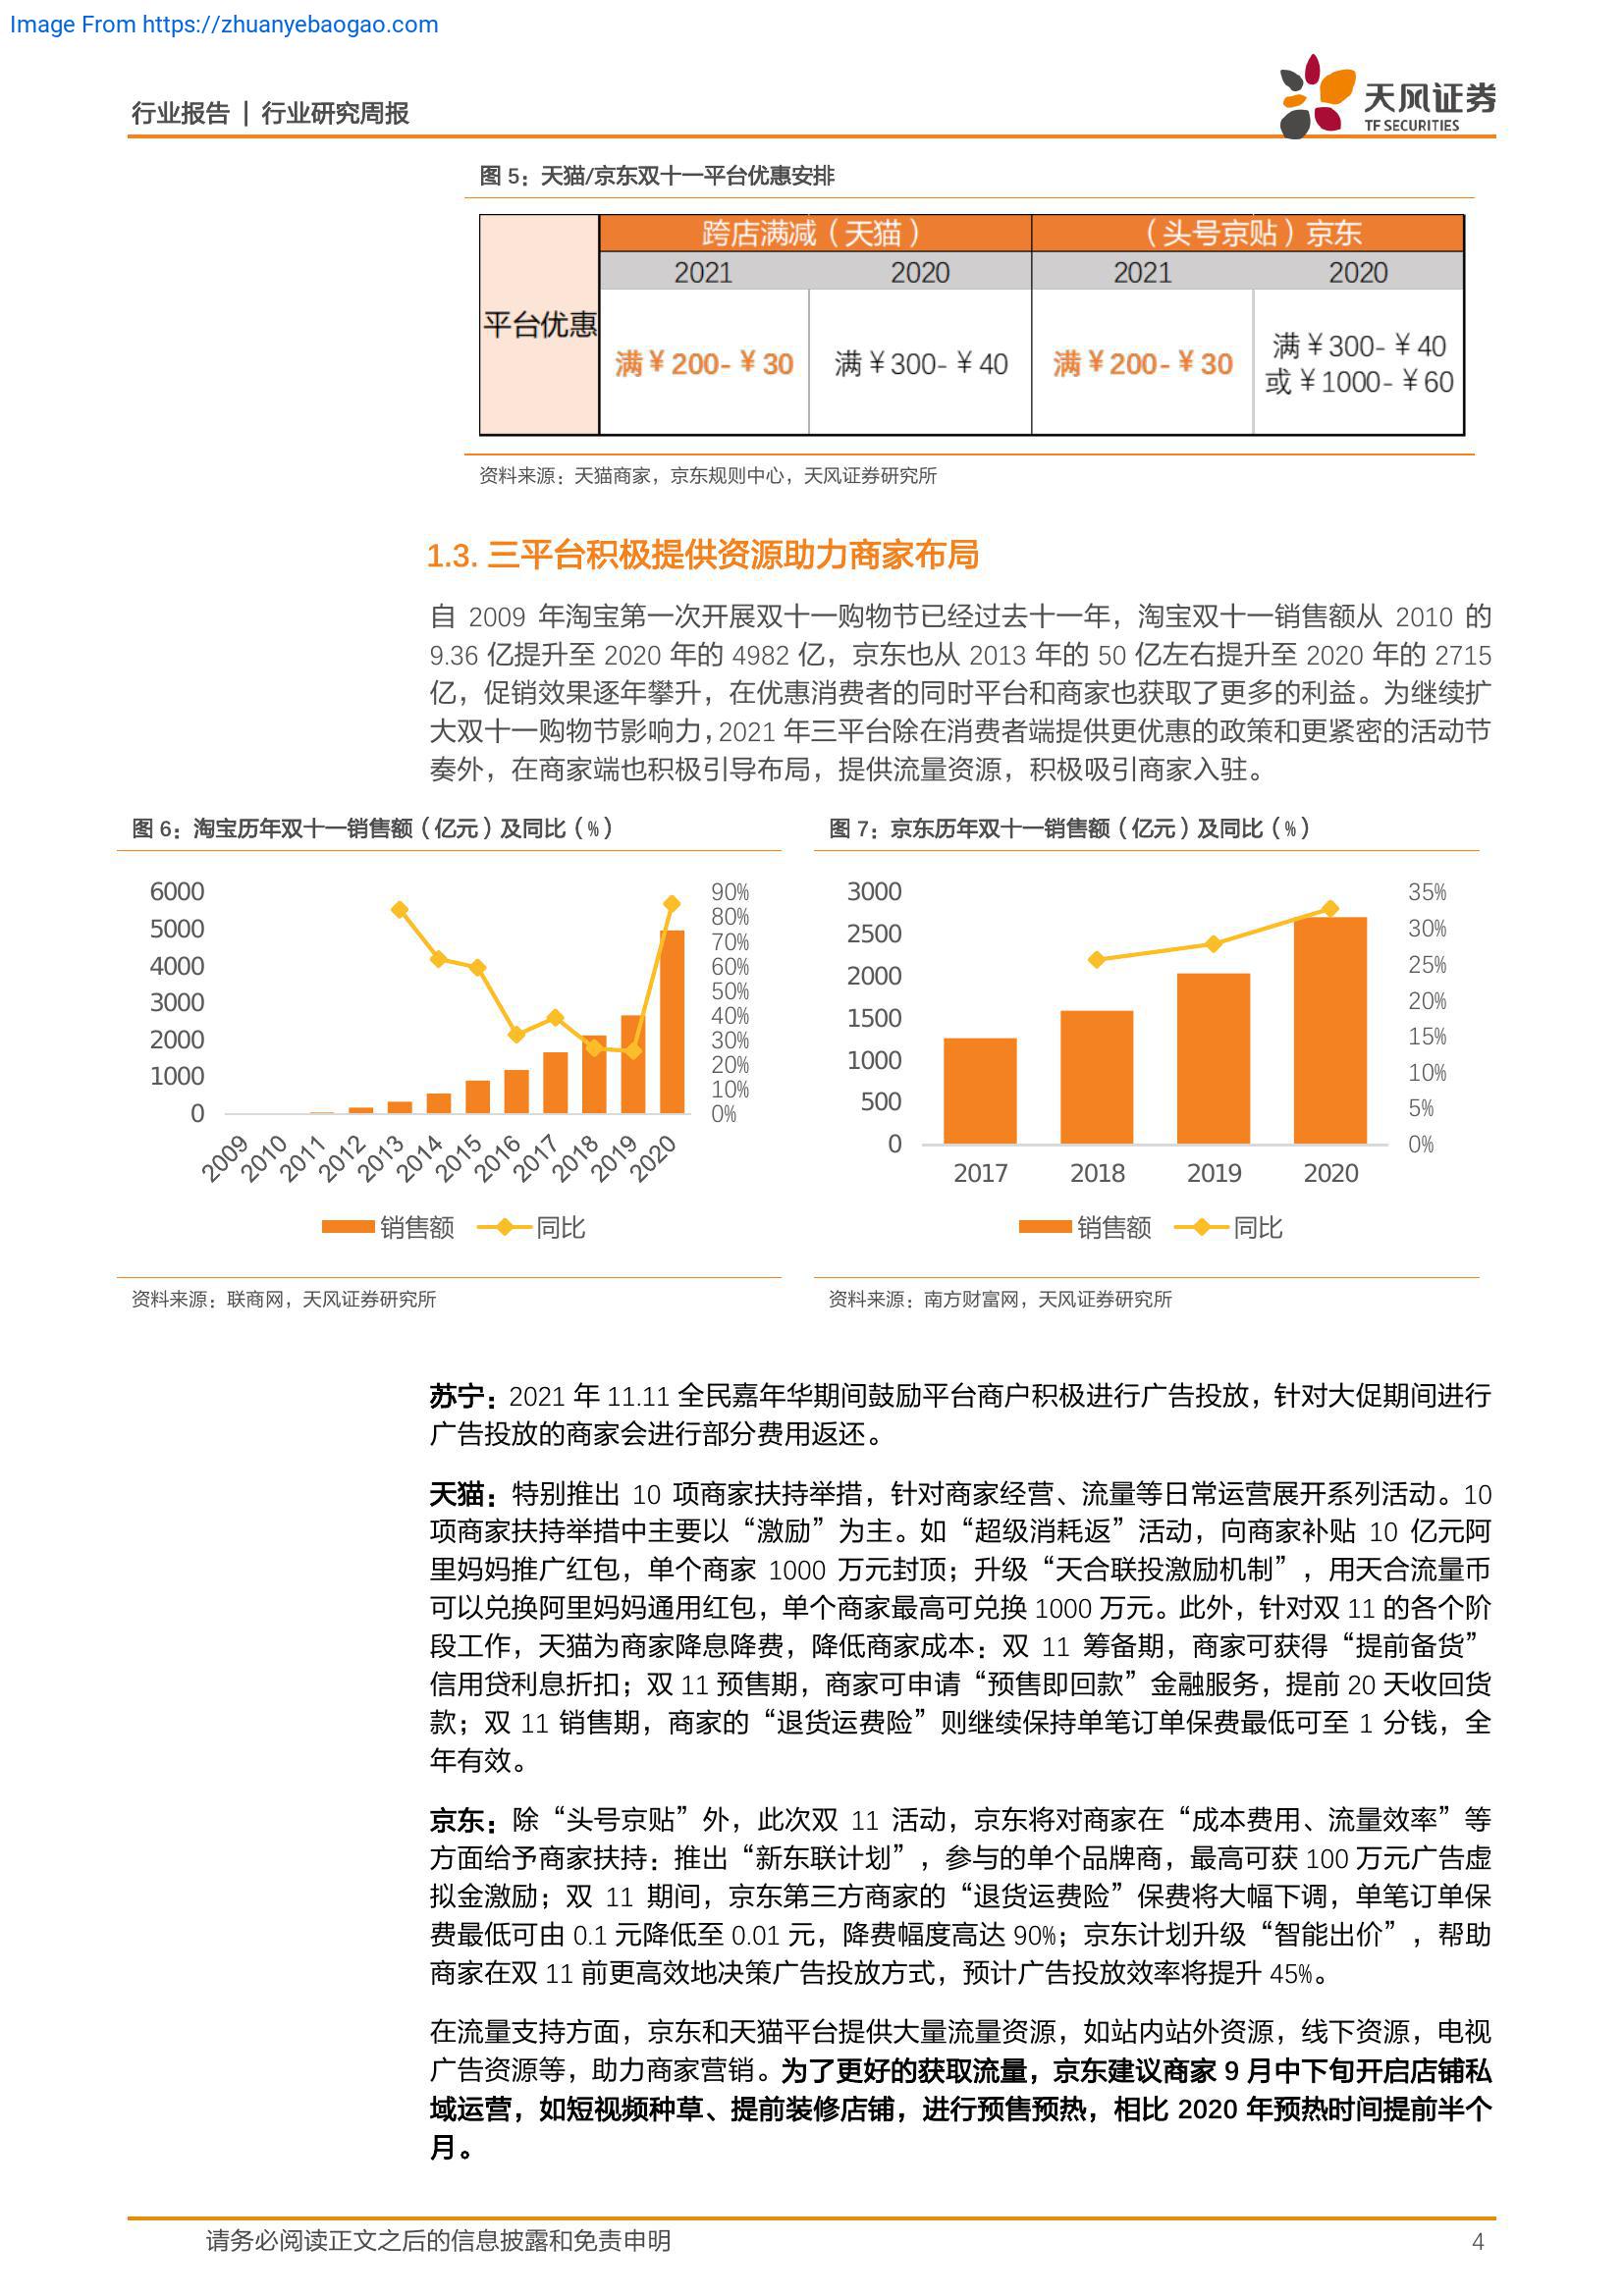 Image From https://zhuanyebaogao.com
行业报告 | 行业研究周报
天风证券
TF SECURITIES
图 5：天猫/京东双十一平台优惠安排
跨店满减（天猫） （头号京贴）京东
2021 2020 2021 2020
平台优惠
满￥200-￥30 满￥300-￥40 满￥200-￥30 满￥300-￥40
或￥1000-￥60
资料来源：天猫商家，京东规则中心，天风证券研究所
1.3. 三平台积极提供资源助力商家布局
自 2009 年淘宝第一次开展双十一购物节已经过去十一年，淘宝双十一销售额从 2010 的
9.36 亿提升至 2020 年的 4982 亿，京东也从 2013 年的 50 亿左右提升至 2020 年的 2715
亿，促销效果逐年攀升，在优惠消费者的同时平台和商家也获取了更多的利益。为继续扩
大双十一购物节影响力，2021 年三平台除在消费者端提供更优惠的政策和更紧密的活动节
奏外，在商家端也积极引导布局，提供流量资源，积极吸引商家入驻。
图 6：淘宝历年双十一销售额（亿元）及同比（%）
6000
5000
4000
3000
2000
1000
0
90%
80%
70%
60%
50%
40%
30%
20%
10%
0%
2009 2010 2011 2012 2013 2014 2015 2016 2017 2018 2019 2020
销售额 同比
资料来源：联商网，天风证券研究所
图 7：京东历年双十一销售额（亿元）及同比（%）
3000
2500
2000
1500
1000
500
0
35%
30%
25%
20%
15%
10%
5%
0%
2017 2018 2019 2020
销售额 同比
资料来源：南方财富网，天风证券研究所
苏宁：2021 年 11.11 全民嘉年华期间鼓励平台商户积极进行广告投放，针对大促期间进行
广告投放的商家会进行部分费用返还。
天猫：特别推出 10 项商家扶持举措，针对商家经营、流量等日常运营展开系列活动。10
项商家扶持举措中主要以“激励”为主。如“超级消耗返”活动，向商家补贴 10 亿元阿
里妈妈推广红包，单个商家 1000 万元封顶；升级“天合联投激励机制”，用天合流量币
可以兑换阿里妈妈通用红包，单个商家最高可兑换 1000 万元。此外，针对双 11 的各个阶
段工作，天猫为商家降息降费，降低商家成本：双 11 筹备期，商家可获得“提前备货”
信用贷利息折扣；双 11 预售期，商家可申请“预售即回款”金融服务，提前 20 天收回货
款；双 11 销售期，商家的“退货运费险”则继续保持单笔订单保费最低可至 1 分钱，全
年有效。
京东：除“头号京贴”外，此次双 11 活动，京东将对商家在“成本费用、流量效率”等
方面给予商家扶持：推出“新东联计划”，参与的单个品牌商，最高可获 100 万元广告虚
拟金激励；双 11 期间，京东第三方商家的“退货运费险”保费将大幅下调，单笔订单保
费最低可由 0.1 元降低至 0.01 元，降费幅度高达 90%；京东计划升级“智能出价”，帮助
商家在双 11 前更高效地决策广告投放方式，预计广告投放效率将提升 45%。
在流量支持方面，京东和天猫平台提供大量流量资源，如站内站外资源，线下资源，电视
广告资源等，助力商家营销。为了更好的获取流量，京东建议商家 9 月中下旬开启店铺私
域运营，如短视频种草、提前装修店铺，进行预售预热，相比 2020 年预热时间提前半个
月。
请务必阅读正文之后的信息披露和免责申明 4